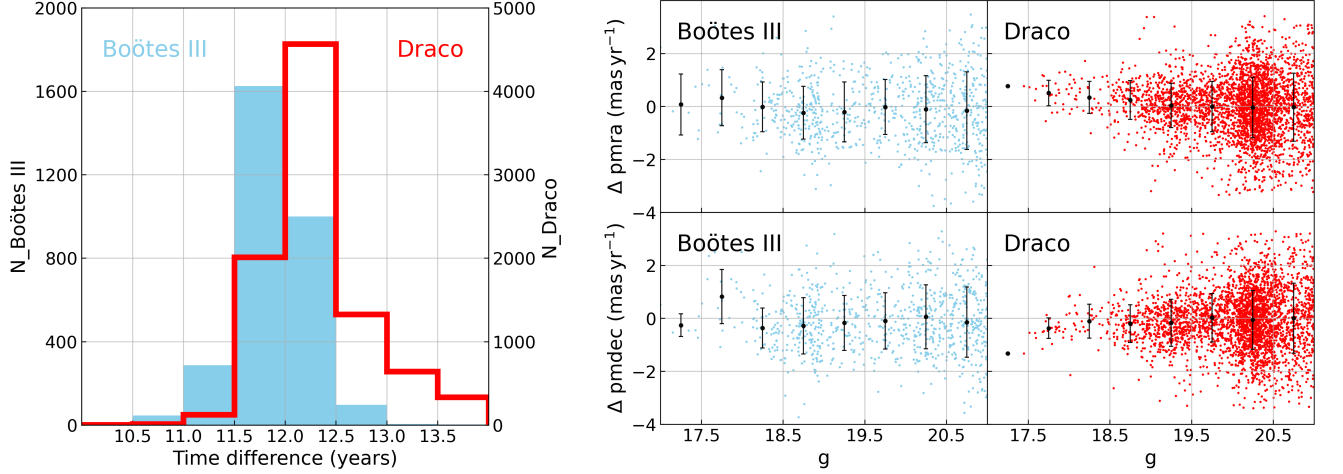 2000
1600
1200
800
400
0
N_Boötes III
Boötes III
Draco
5000
4000
3000
2000
1000
0
N_Draco
10.5 11.0 11.5 12.0 12.5 13.0 13.5
Time difference (years)
Δ pmra (mas yr⁻¹)
2
0
−2
−4
Boötes III
Draco
Δ pmdec (mas yr⁻¹)
2
0
−2
−4
Boötes III
Draco
17.5 18.5 19.5 20.5
g
17.5 18.5 19.5 20.5
g